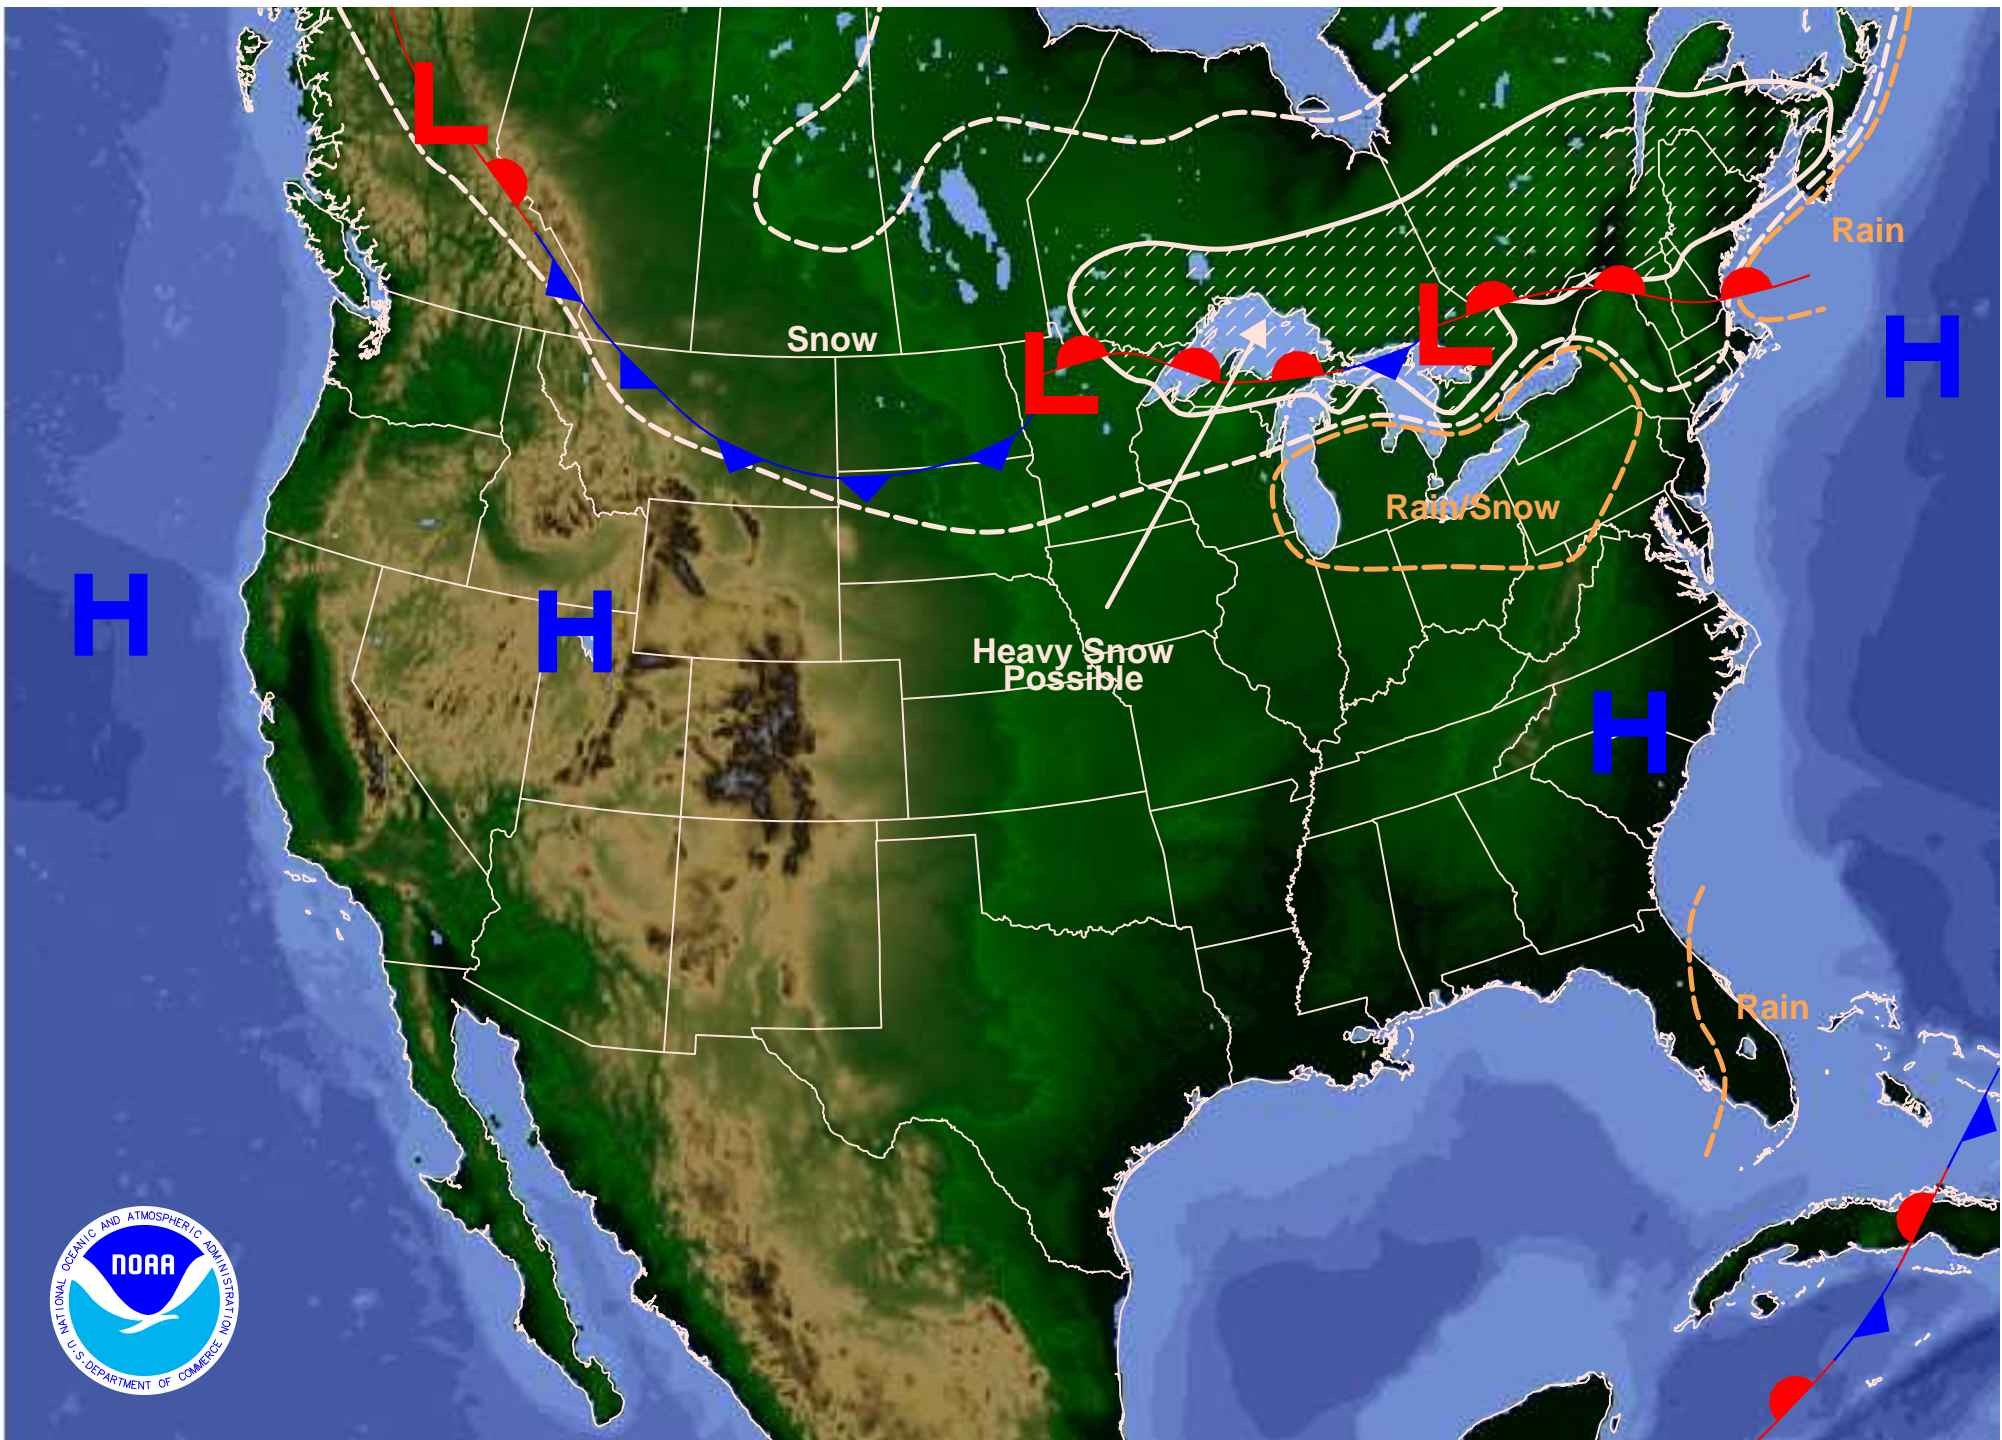 L
Rain
L
H
Snow
L
Rain/Snow
H
H
Heavy Snow
Possible
H
Rain
NATIONAL OCEANIC AND ATMOSPHERIC ADMINISTRATION
NOAA
U.S. DEPARTMENT OF COMMERCE